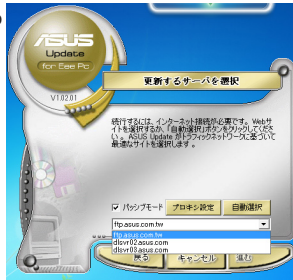 ASUS
Update
for Eee Pc
V1.02.01
更新するサーバを選択
続行するには、インターネット接続が必要です。Webサ
イトを選択するか、「自動選択」ボタンをクリックしてくださ
い。ASUS Update がトラフィックネットワークに基づいて
最適なサイトを選択します。
パッシブモード
プロキシ設定
自動選択
ftp.asus.com.tw
ftp.asus.com.tw
dlsvr02.asus.com
dlsvr03.asus.com
戻る
キャンセル
進む